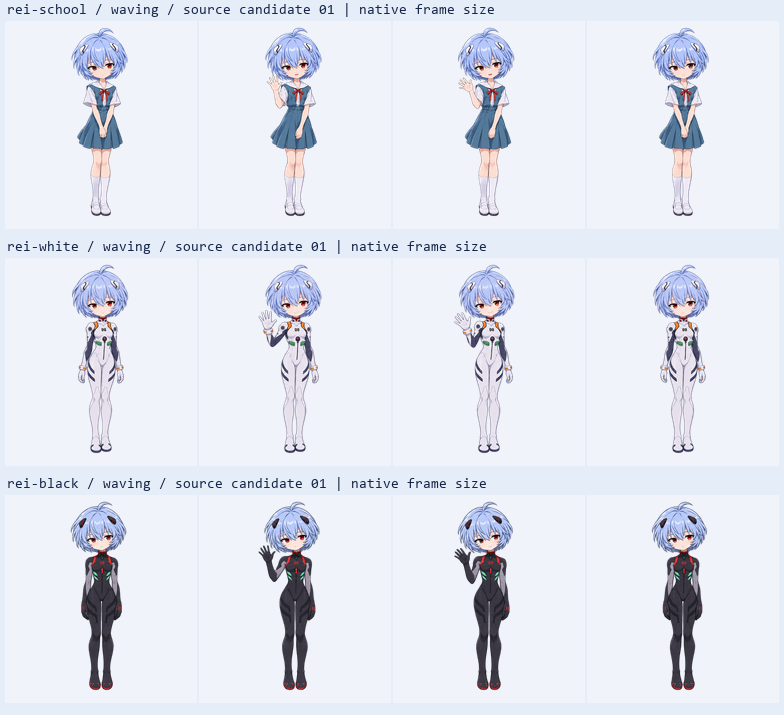 rei-school / waving / source candidate 01 | native frame size
rei-white / waving / source candidate 01 | native frame size
rei-black / waving / source candidate 01 | native frame size